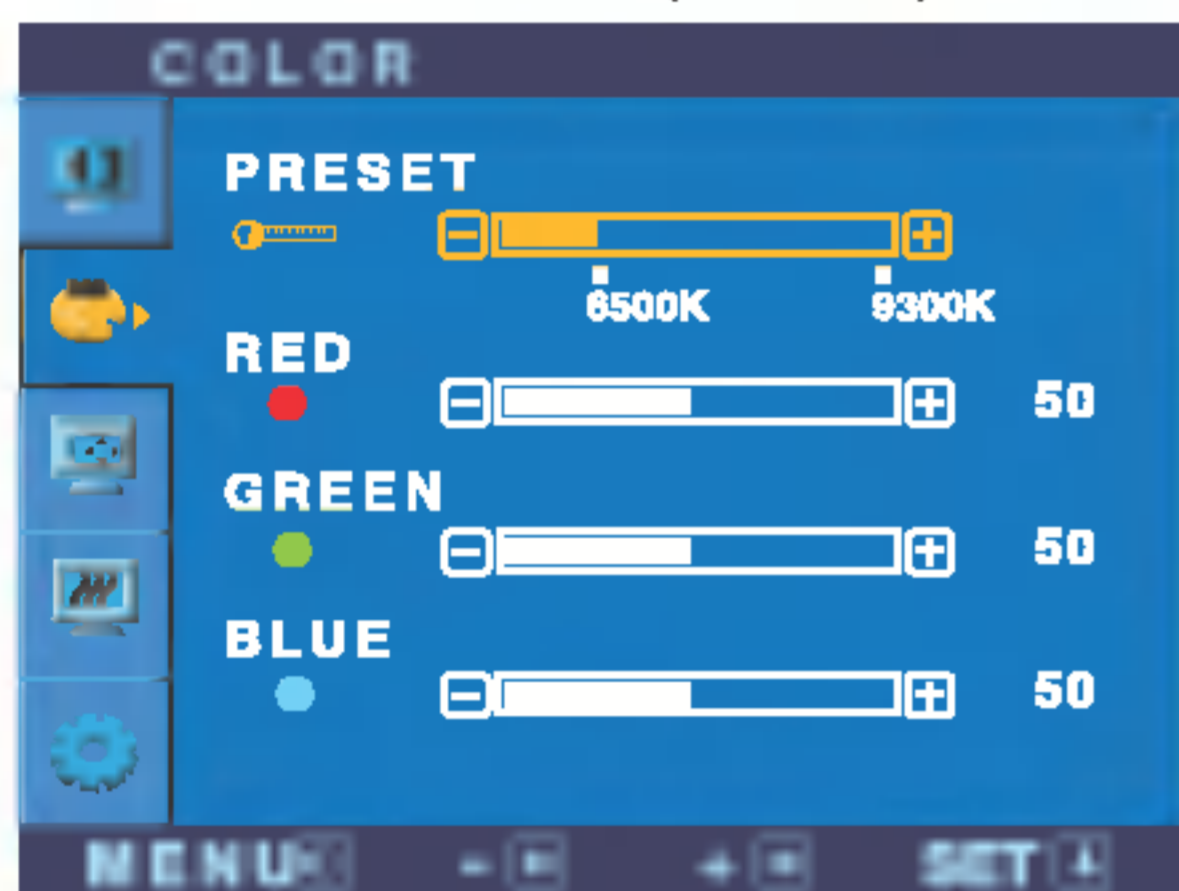 COLOR
PRESET
6500K 9300K
RED
50
GREEN
50
BLUE
50
MENU - + SET